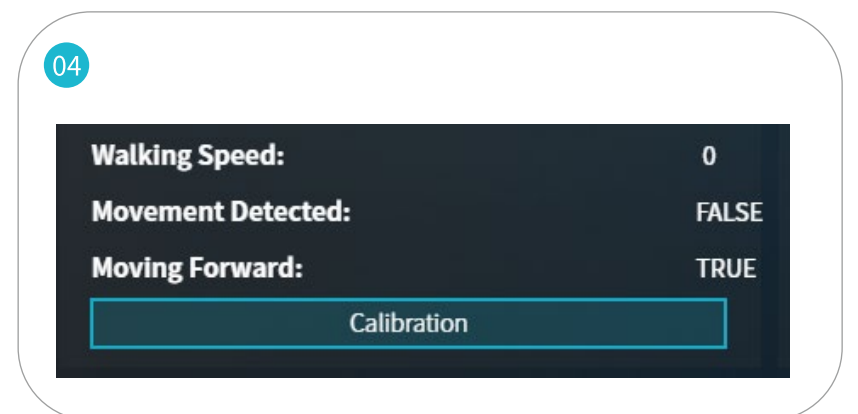 04
Walking Speed: 0
Movement Detected: FALSE
Moving Forward: TRUE
Calibration